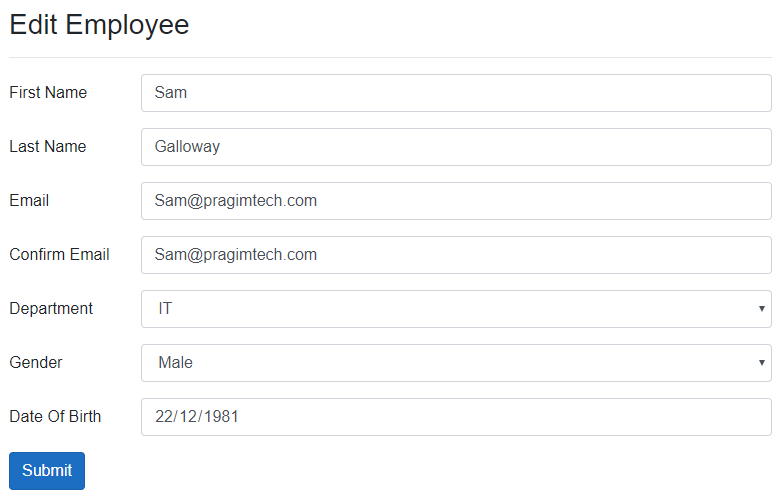 Edit Employee
First Name Sam
Last Name Galloway
Email Sam@pragimtech.com
Confirm Email Sam@pragimtech.com
Department IT
Gender Male
Date Of Birth 22/12/1981
Submit